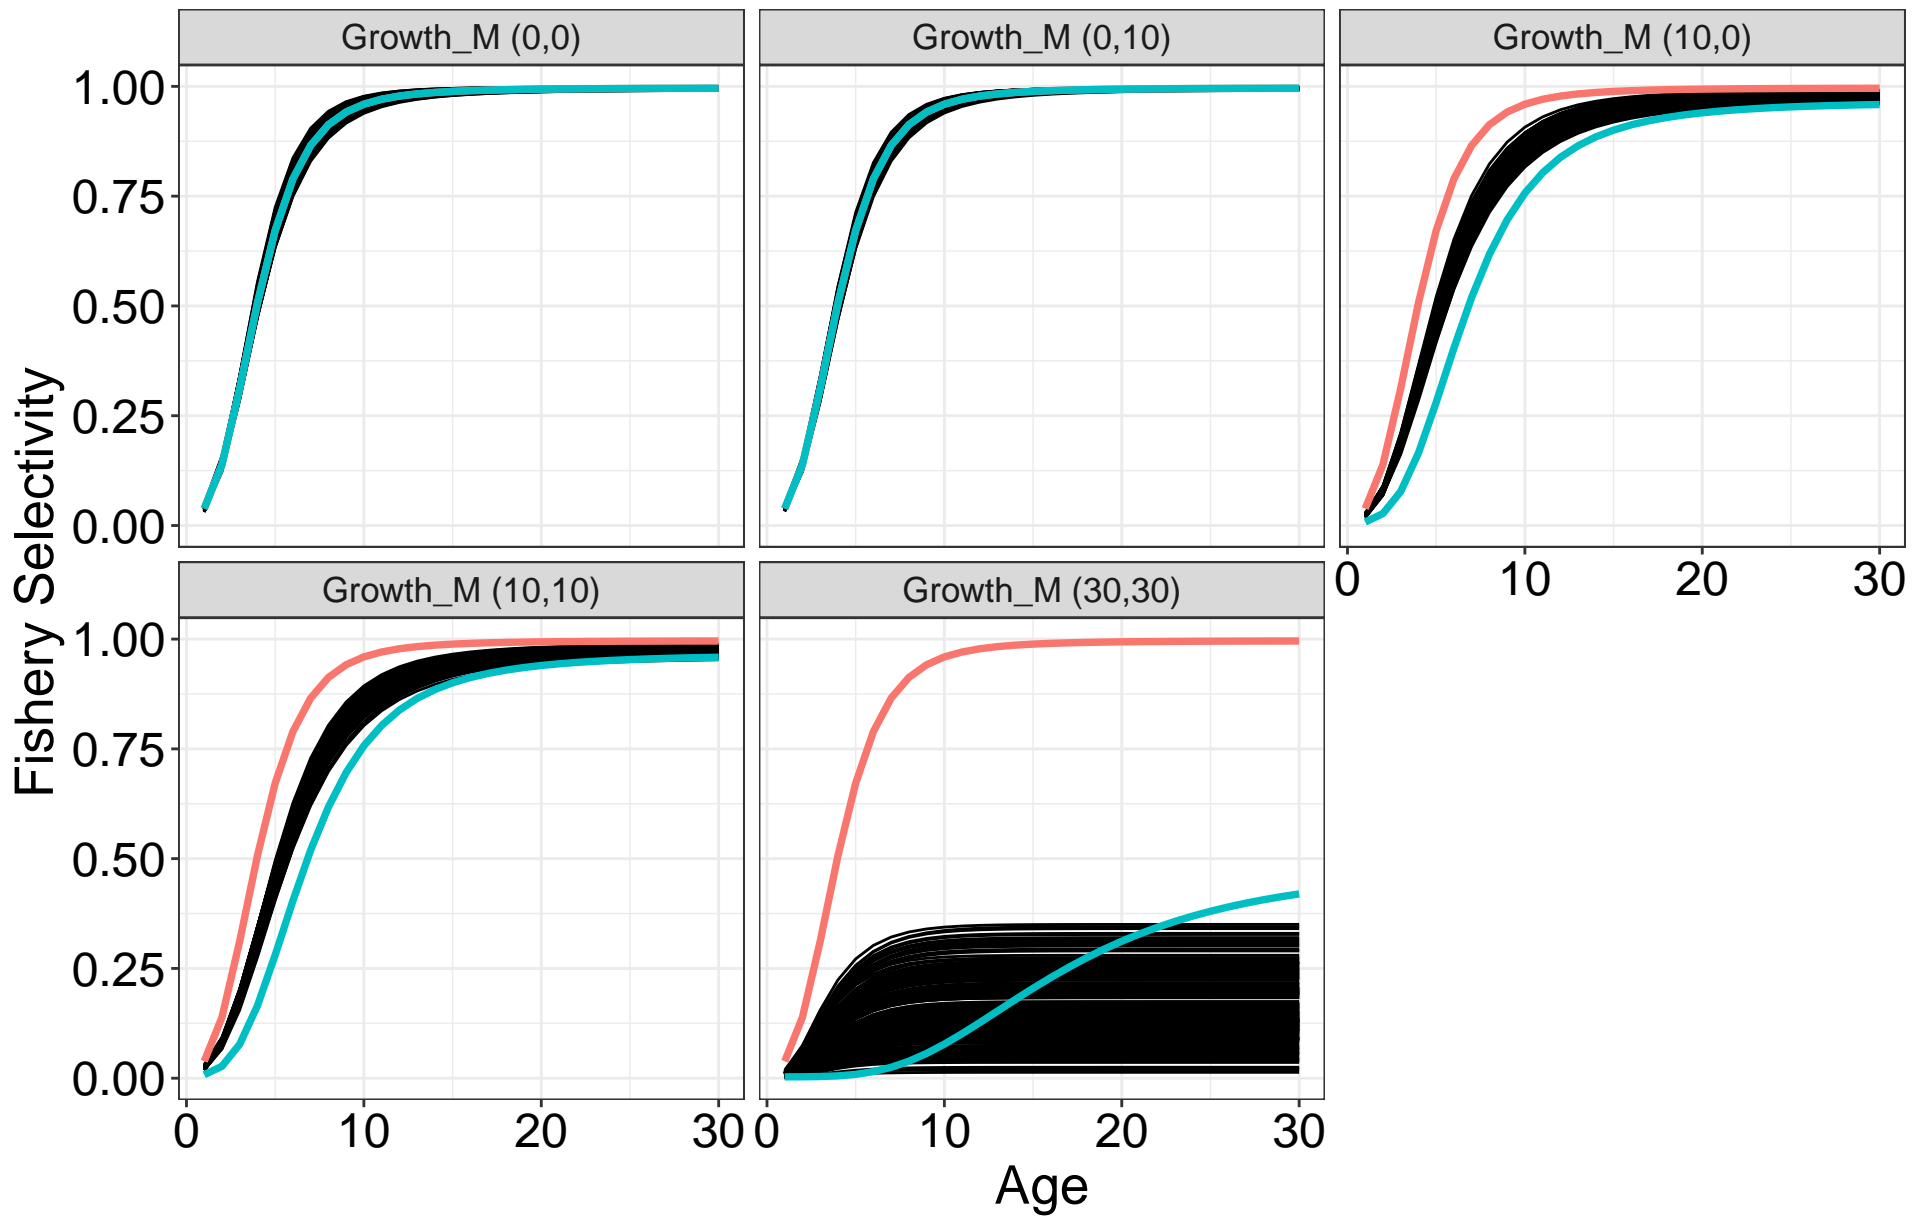 Growth_M (0,0)
Growth_M (0,10)
Growth_M (10,0)
1.00
0.75
0.50
0.25
0.00
0 10 20 30
Growth_M (10,10)
Growth_M (30,30)
1.00
0.75
0.50
0.25
0.00
0 10 20 30
0 10 20 30
Fishery Selectivity
Age